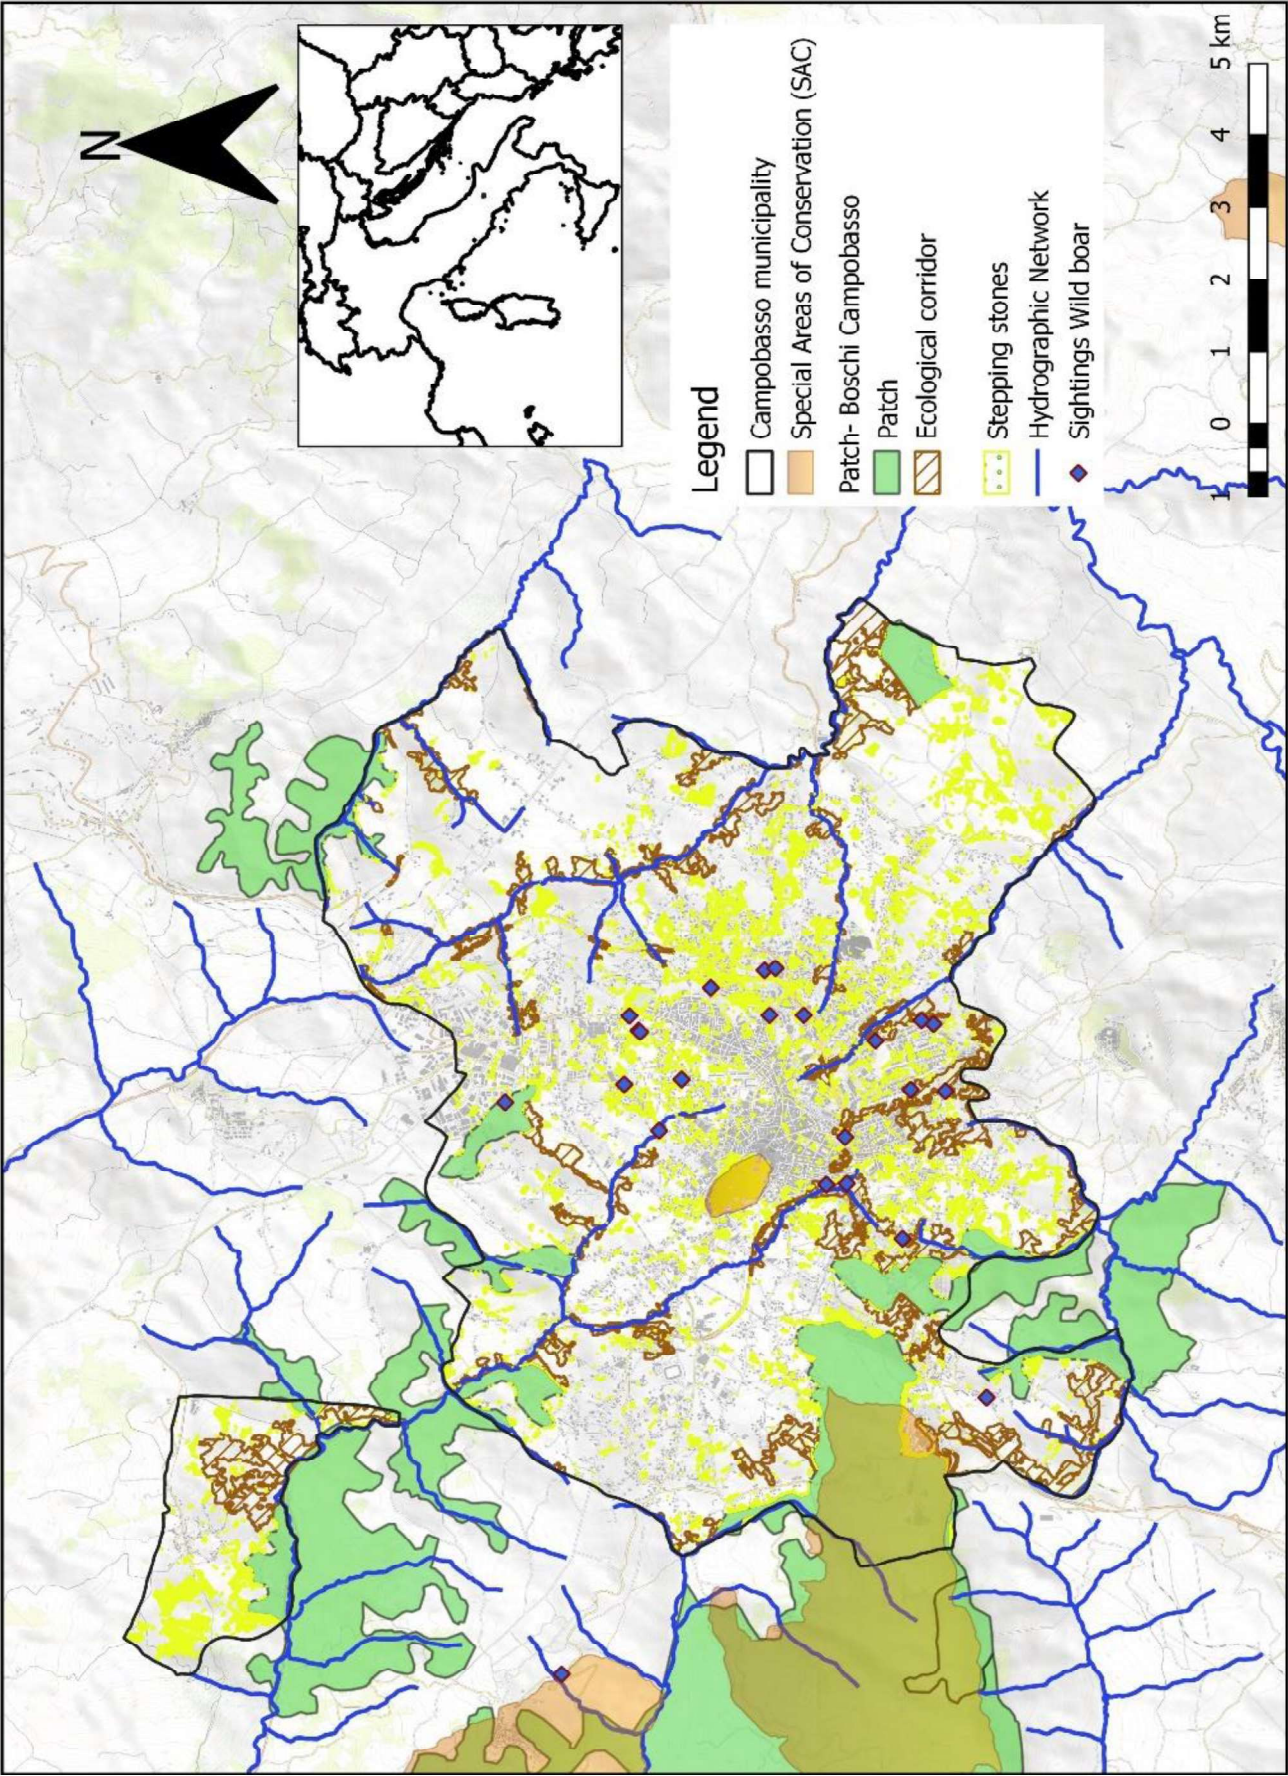 N
Legend
Campobasso municipality
Special Areas of Conservation (SAC)
Patch- Boschi Campobasso
Patch
Ecological corridor
Stepping stones
Hydrographic Network
Sightings Wild boar
1 0 1 2 3 4 5 km